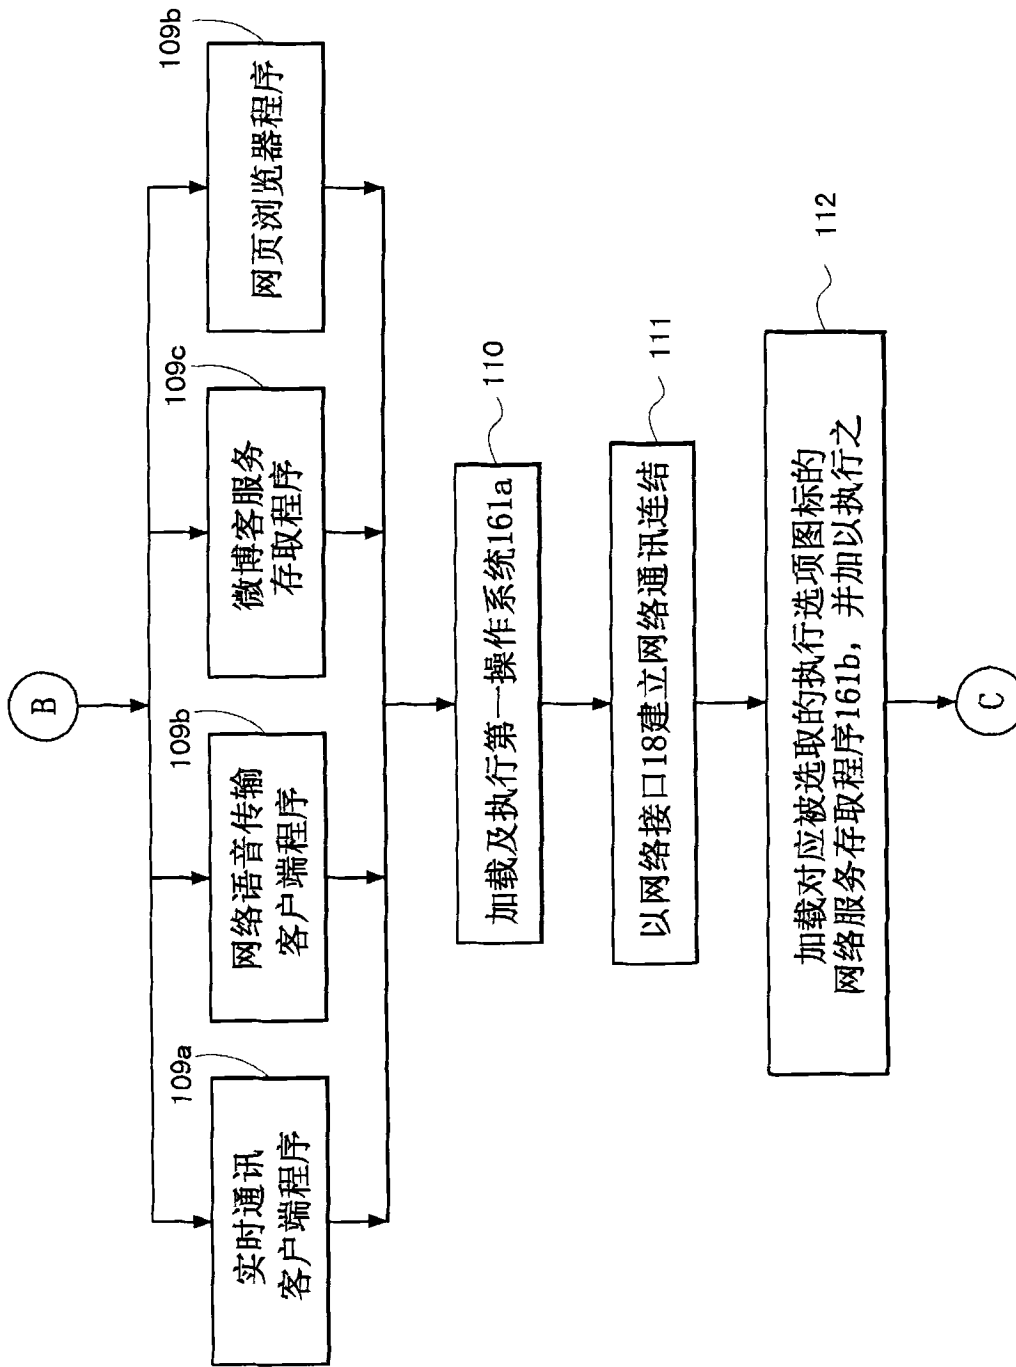 B
109a
实时通讯
客户端程序
109b
网络语音传输
客户端程序
109c
微博客服务
存取程序
109b
网页浏览器程序
110
加载及执行第一操作系统161a
111
以网络接口18建立网络通讯连结
112
加载对应被选取的执行选项图标的
网络服务存取程序161b，并加以执行之
C